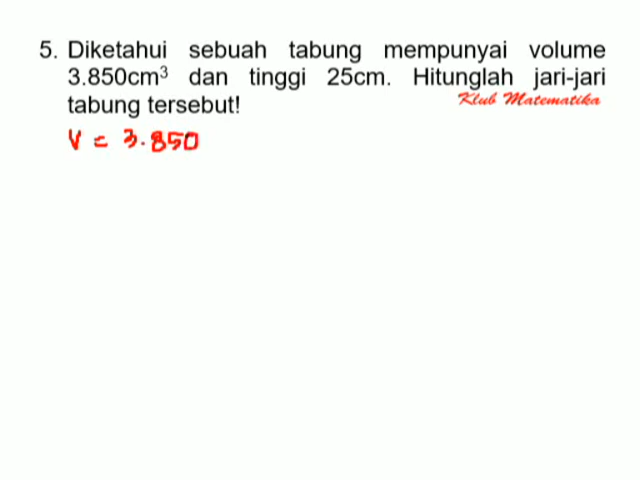 5. Diketahui sebuah tabung mempunyai volume
3.850cm³ dan tinggi 25cm. Hitunglah jari-jari
tabung tersebut!
Klub Matematika
V = 3.850